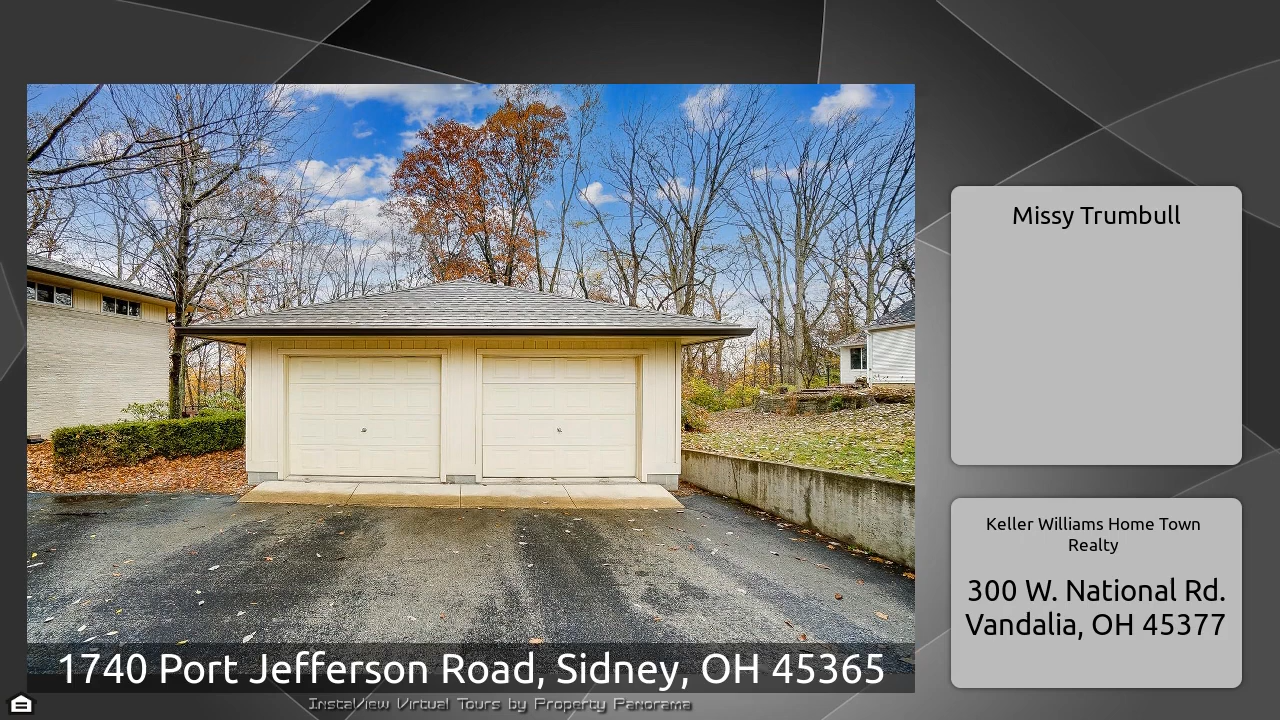 Missy Trumbull
Keller Williams Home Town
Realty
300 W. National Rd.
Vandalia, OH 45377
1740 Port Jefferson Road, Sidney, OH 45365
InstaView Virtual Tours by Property Panorama